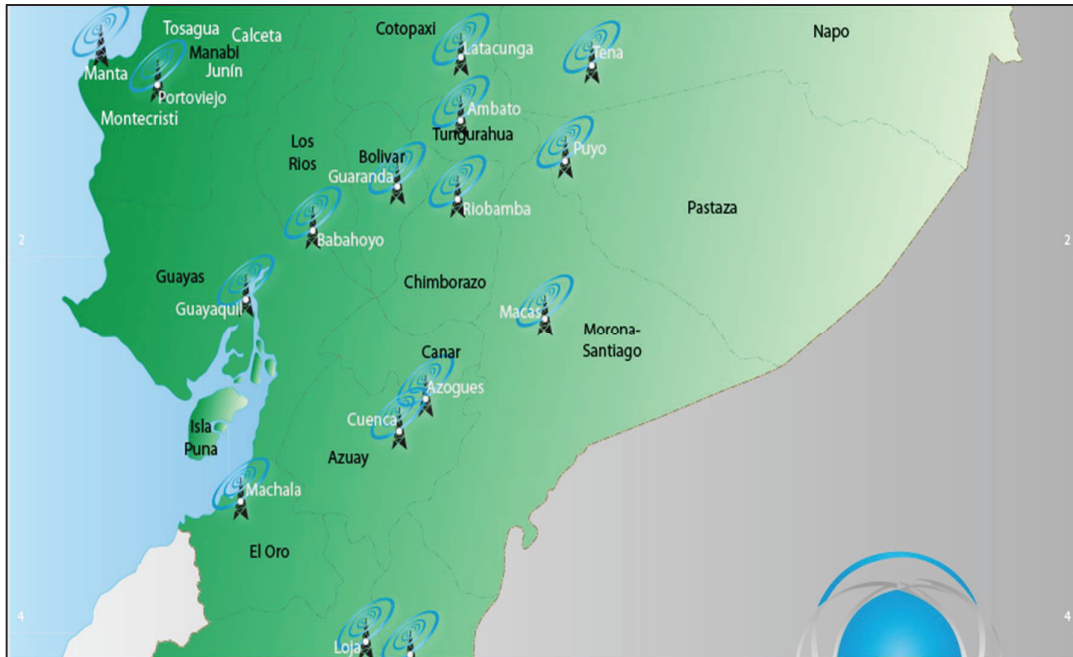 Tosagua
Calceta
Cotopaxi
Napo
Manabi
Latacunga
Tena
Manta
Junín
Portoviejo
Montecristi
Ambato
Tungurahua
Los
Rios
Bolivar
Puyo
Guaranda
Riobamba
Pastaza
Babahoyo
2
2
Guayas
Chimborazo
Guayaquil
Macas
Morona-
Santiago
Canar
Azogues
Cuenca
Isla
Puna
Azuay
Machala
El Oro
4
4
Loja